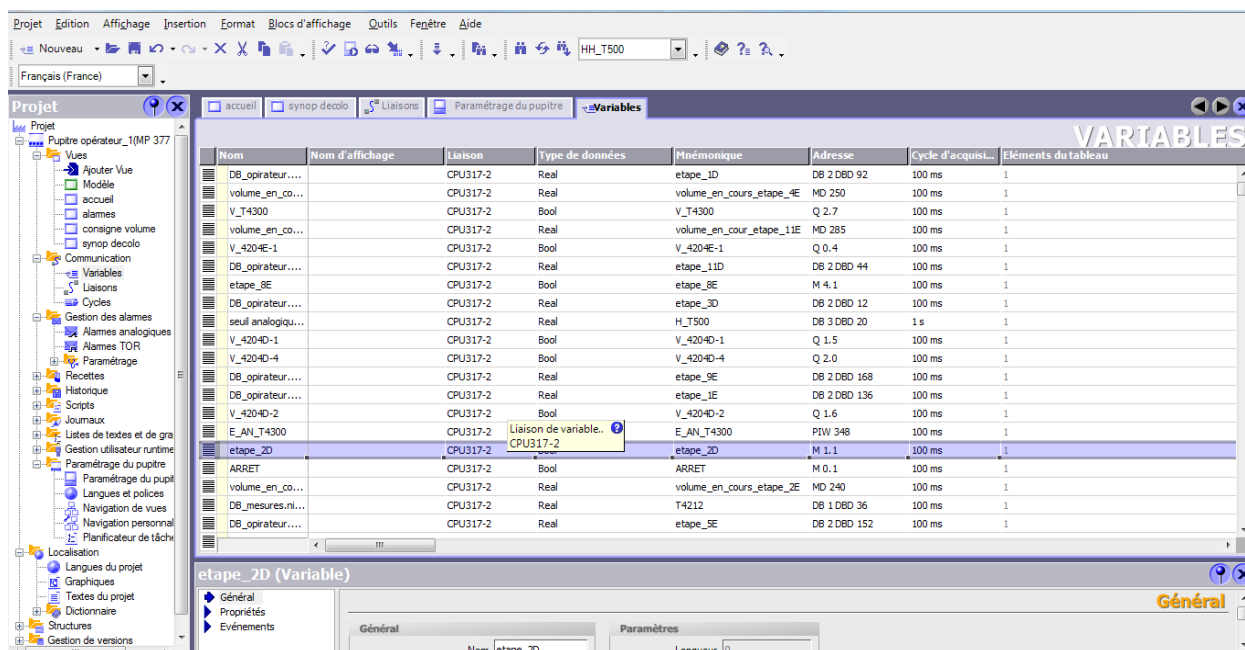 Projet Edition Affichage Insertion Format Blocs d'affichage Outils Fenêtre Aide
Nouveau HH_T500
Français (France)
Projet
accueil synop decolo Liaisons Paramétrage du pupitre Variables
VARIABLES
Projet
Pupitre opérateur_1(MP 377
Vues
Ajouter Vue
Modèle
accueil
alarmes
consigne volume
synop decolo
Communication
Variables
Liaisons
Cycles
Gestion des alarmes
Alarmes analogiques
Alarmes TOR
Paramétrage
Recettes
Historique
Scripts
Journaux
Listes de textes et de gra
Gestion utilisateur runtime
Paramétrage du pupitre
Paramétrage du pupit
Langues et polices
Navigation de vues
Navigation personnal
Planificateur de tâche
Localisation
Langues du projet
Graphiques
Textes du projet
Dictionnaire
Structures
Gestion de versions
Nom Nom d'affichage Liaison Type de données Mnémonique Adresse Cycle d'acquisi... Eléments du tableau
DB_opirateur.... CPU317-2 Real etape_1D DB 2 DBD 92 100 ms 1
volume_en_co... CPU317-2 Real volume_en_cours_etape_4E MD 250 100 ms 1
V_T4300 CPU317-2 Bool V_T4300 Q 2.7 100 ms 1
volume_en_co... CPU317-2 Real volume_en_cour_etape_11E MD 285 100 ms 1
V_4204E-1 CPU317-2 Bool V_4204E-1 Q 0.4 100 ms 1
DB_opirateur.... CPU317-2 Real etape_11D DB 2 DBD 44 100 ms 1
etape_8E CPU317-2 Bool etape_8E M 4.1 100 ms 1
DB_opirateur.... CPU317-2 Real etape_3D DB 2 DBD 12 100 ms 1
seuil analogiqu... CPU317-2 Real H_T500 DB 3 DBD 20 1 s 1
V_4204D-1 CPU317-2 Bool V_4204D-1 Q 1.5 100 ms 1
V_4204D-4 CPU317-2 Bool V_4204D-4 Q 2.0 100 ms 1
DB_opirateur.... CPU317-2 Real etape_9E DB 2 DBD 168 100 ms 1
DB_opirateur.... CPU317-2 Real etape_1E DB 2 DBD 136 100 ms 1
V_4204D-2 CPU317-2 Bool V_4204D-2 Q 1.6 100 ms 1
E_AN_T4300 CPU317-2 E_AN_T4300 PIW 348 100 ms 1
Liaison de variable..
CPU317-2
etape_2D CPU317-2 etape_2D M 1.1 100 ms 1
ARRET CPU317-2 Bool ARRET M 0.1 100 ms 1
volume_en_co... CPU317-2 Real volume_en_cours_etape_2E MD 240 100 ms 1
DB_mesures.ni... CPU317-2 Real T4212 DB 1 DBD 36 100 ms 1
DB_opirateur.... CPU317-2 Real etape_5E DB 2 DBD 152 100 ms 1
etape_2D (Variable)
Général
Propriétés
Evénements
Général
Général Paramètres
Nom etape_2D Longueur 0